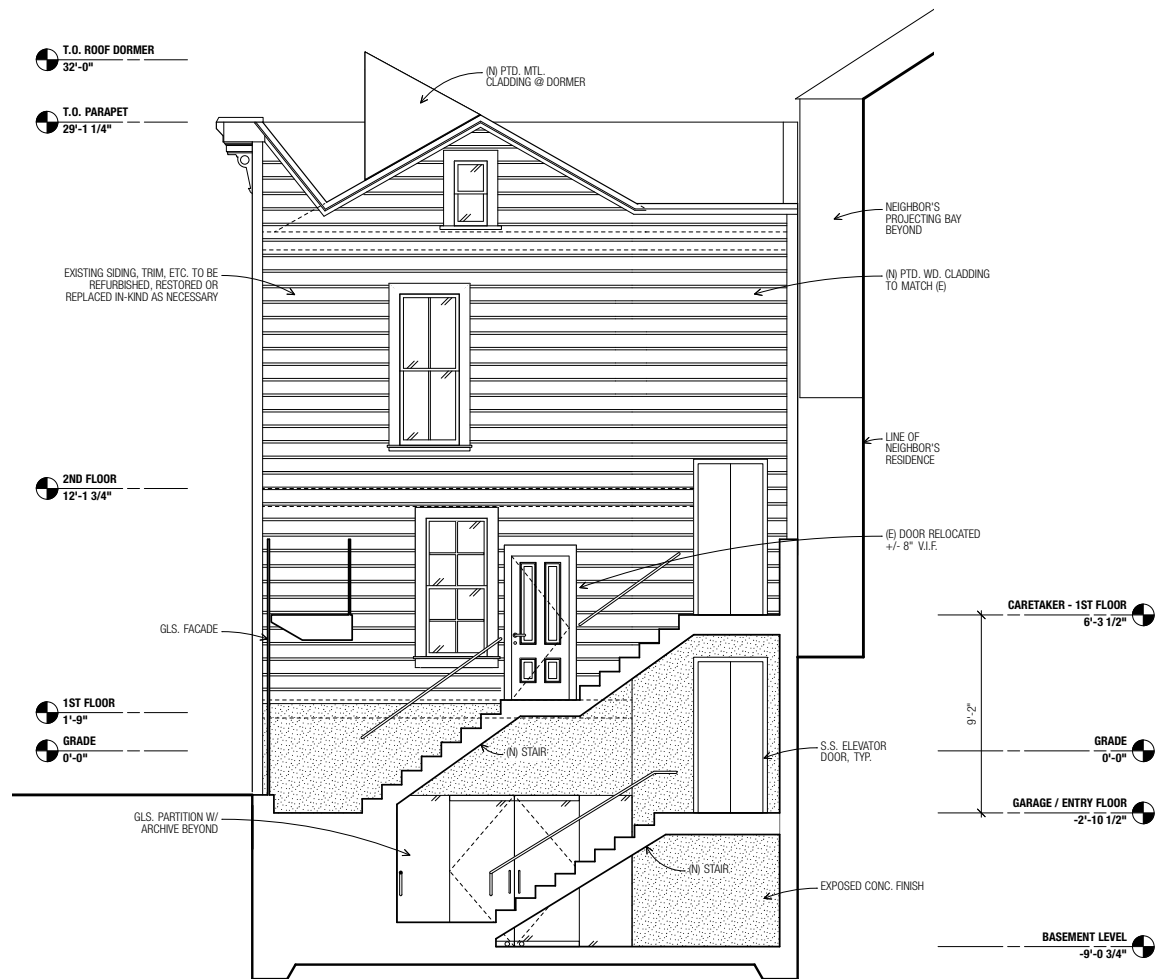 T.O. ROOF DORMER
32'-0"
(N) PTD. MTL.
CLADDING @ DORMER
T.O. PARAPET
29'-1 1/4"
NEIGHBOR'S
PROJECTING BAY
BEYOND
EXISTING SIDING, TRIM, ETC. TO BE
REFURBISHED, RESTORED OR
REPLACED IN-KIND AS NECESSARY
(N) PTD. WD. CLADDING
TO MATCH (E)
LINE OF
NEIGHBOR'S
RESIDENCE
2ND FLOOR
12'-1 3/4"
(E) DOOR RELOCATED
+/- 8" V.I.F.
CARETAKER - 1ST FLOOR
6'-3 1/2"
GLS. FACADE
1ST FLOOR
1'-9"
9'-2"
GRADE
0'-0"
(N) STAIR
S.S. ELEVATOR
DOOR, TYP.
GRADE
0'-0"
GARAGE / ENTRY FLOOR
-2'-10 1/2"
GLS. PARTITION W/
ARCHIVE BEYOND
(N) STAIR
EXPOSED CONC. FINISH
BASEMENT LEVEL
-9'-0 3/4"